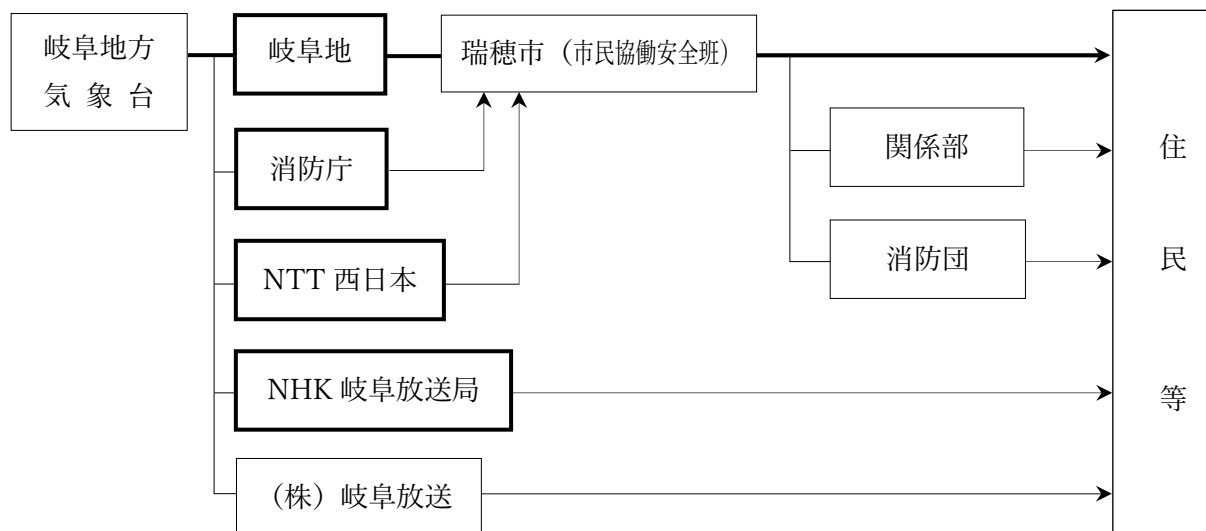 岐阜地方
気象台
岐阜地
瑞穂市（市民協働安全班）
消防庁
関係部
NTT 西日本
消防団
NHK 岐阜放送局
（株）岐阜放送
住
民
等